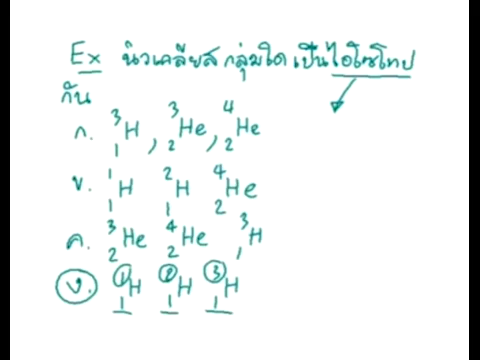 Ex นิวเคลียส กลุ่มใด เป็นไอโซโทป
กัน
ก. ³₁H , ³₂He , ⁴₂He
ข. ¹₁H ²₁H ⁴₂He
ค. ³₂He ⁴₂He ³₁H
ง. ¹₁H ²₁H ³₁H